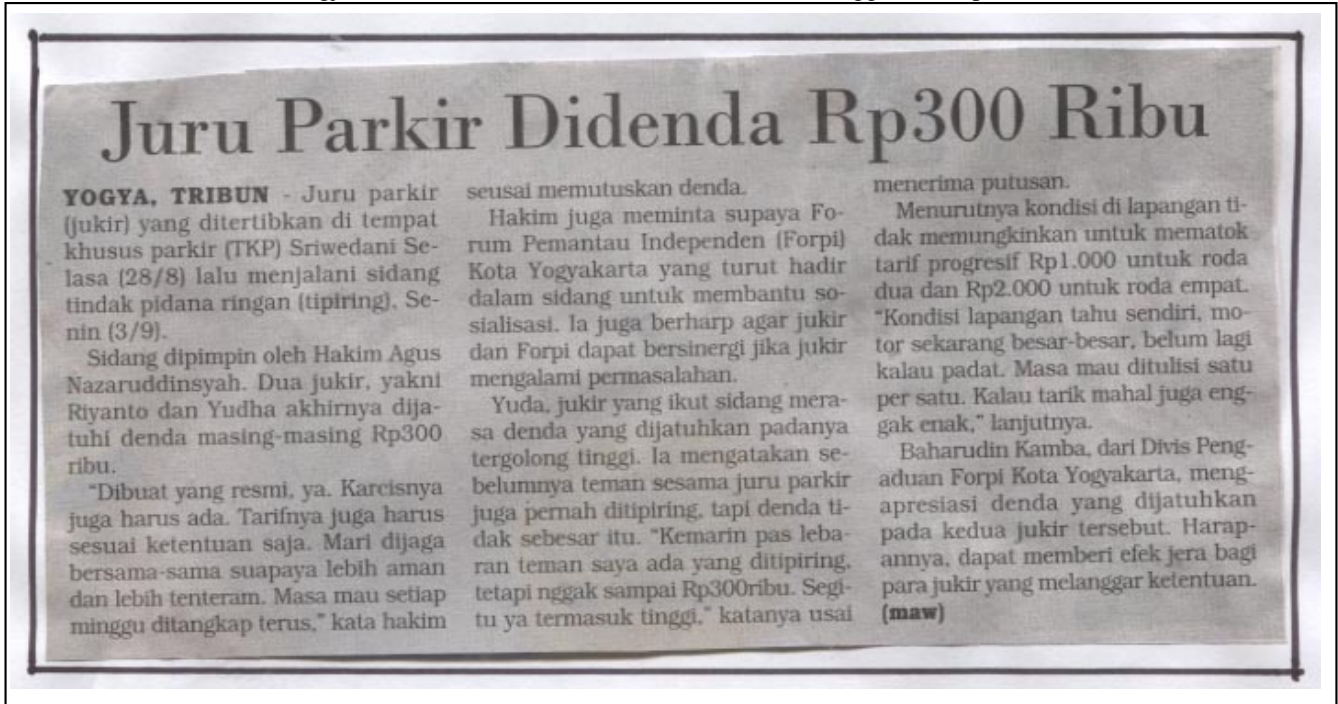 Juru Parkir Didenda Rp300 Ribu
YOGYA, TRIBUN - Juru parkir
(jukir) yang ditertibkan di tempat
khusus parkir (TKP) Sriwedani Se-
lasa (28/8) lalu menjalani sidang
tindak pidana ringan (tipiring), Se-
nin (3/9).
Sidang dipimpin oleh Hakim Agus
Nazaruddinsyah. Dua jukir, yakni
Riyanto dan Yudha akhirnya dija-
tuhi denda masing-masing Rp300
ribu.
"Dibuat yang resmi, ya. Karcisnya
juga harus ada. Tarifnya juga harus
sesuai ketentuan saja. Mari dijaga
bersama-sama suapaya lebih aman
dan lebih tenteram. Masa mau setiap
minggu ditangkap terus," kata hakim
seusai memutuskan denda.
Hakim juga meminta supaya Fo-
rum Pemantau Independen (Forpi)
Kota Yogyakarta yang turut hadir
dalam sidang untuk membantu so-
sialisasi. Ia juga berharp agar jukir
dan Forpi dapat bersinergi jika jukir
mengalami permasalahan.
Yuda, jukir yang ikut sidang mera-
sa denda yang dijatuhkan padanya
tergolong tinggi. Ia mengatakan se-
belumnya teman sesama juru parkir
juga pernah ditipiring, tapi denda ti-
dak sebesar itu. "Kemarin pas leba-
ran teman saya ada yang ditipiring,
tetapi nggak sampai Rp300ribu. Segi-
tu ya termasuk tinggi," katanya usai
menerima putusan.
Menurutnya kondisi di lapangan ti-
dak memungkinkan untuk mematok
tarif progresif Rp1.000 untuk roda
dua dan Rp2.000 untuk roda empat.
"Kondisi lapangan tahu sendiri, mo-
tor sekarang besar-besar, belum lagi
kalau padat. Masa mau ditulisi satu
per satu. Kalau tarik mahal juga eng-
gak enak," lanjutnya.
Baharudin Kamba, dari Divis Peng-
aduan Forpi Kota Yogyakarta, meng-
apresiasi denda yang dijatuhkan
pada kedua jukir tersebut. Harap-
annya, dapat memberi efek jera bagi
para jukir yang melanggar ketentuan.
(maw)